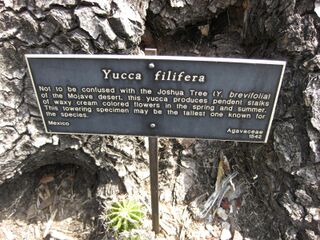 Yucca filifera
Not to be confused with the Joshua Tree (Y. brevifolia)
of the Mojave desert, this yucca produces pendent stalks
of waxy cream colored flowers in the spring and summer.
This towering specimen may be the tallest one known for
the species.
Mexico
Agavaceae
1642